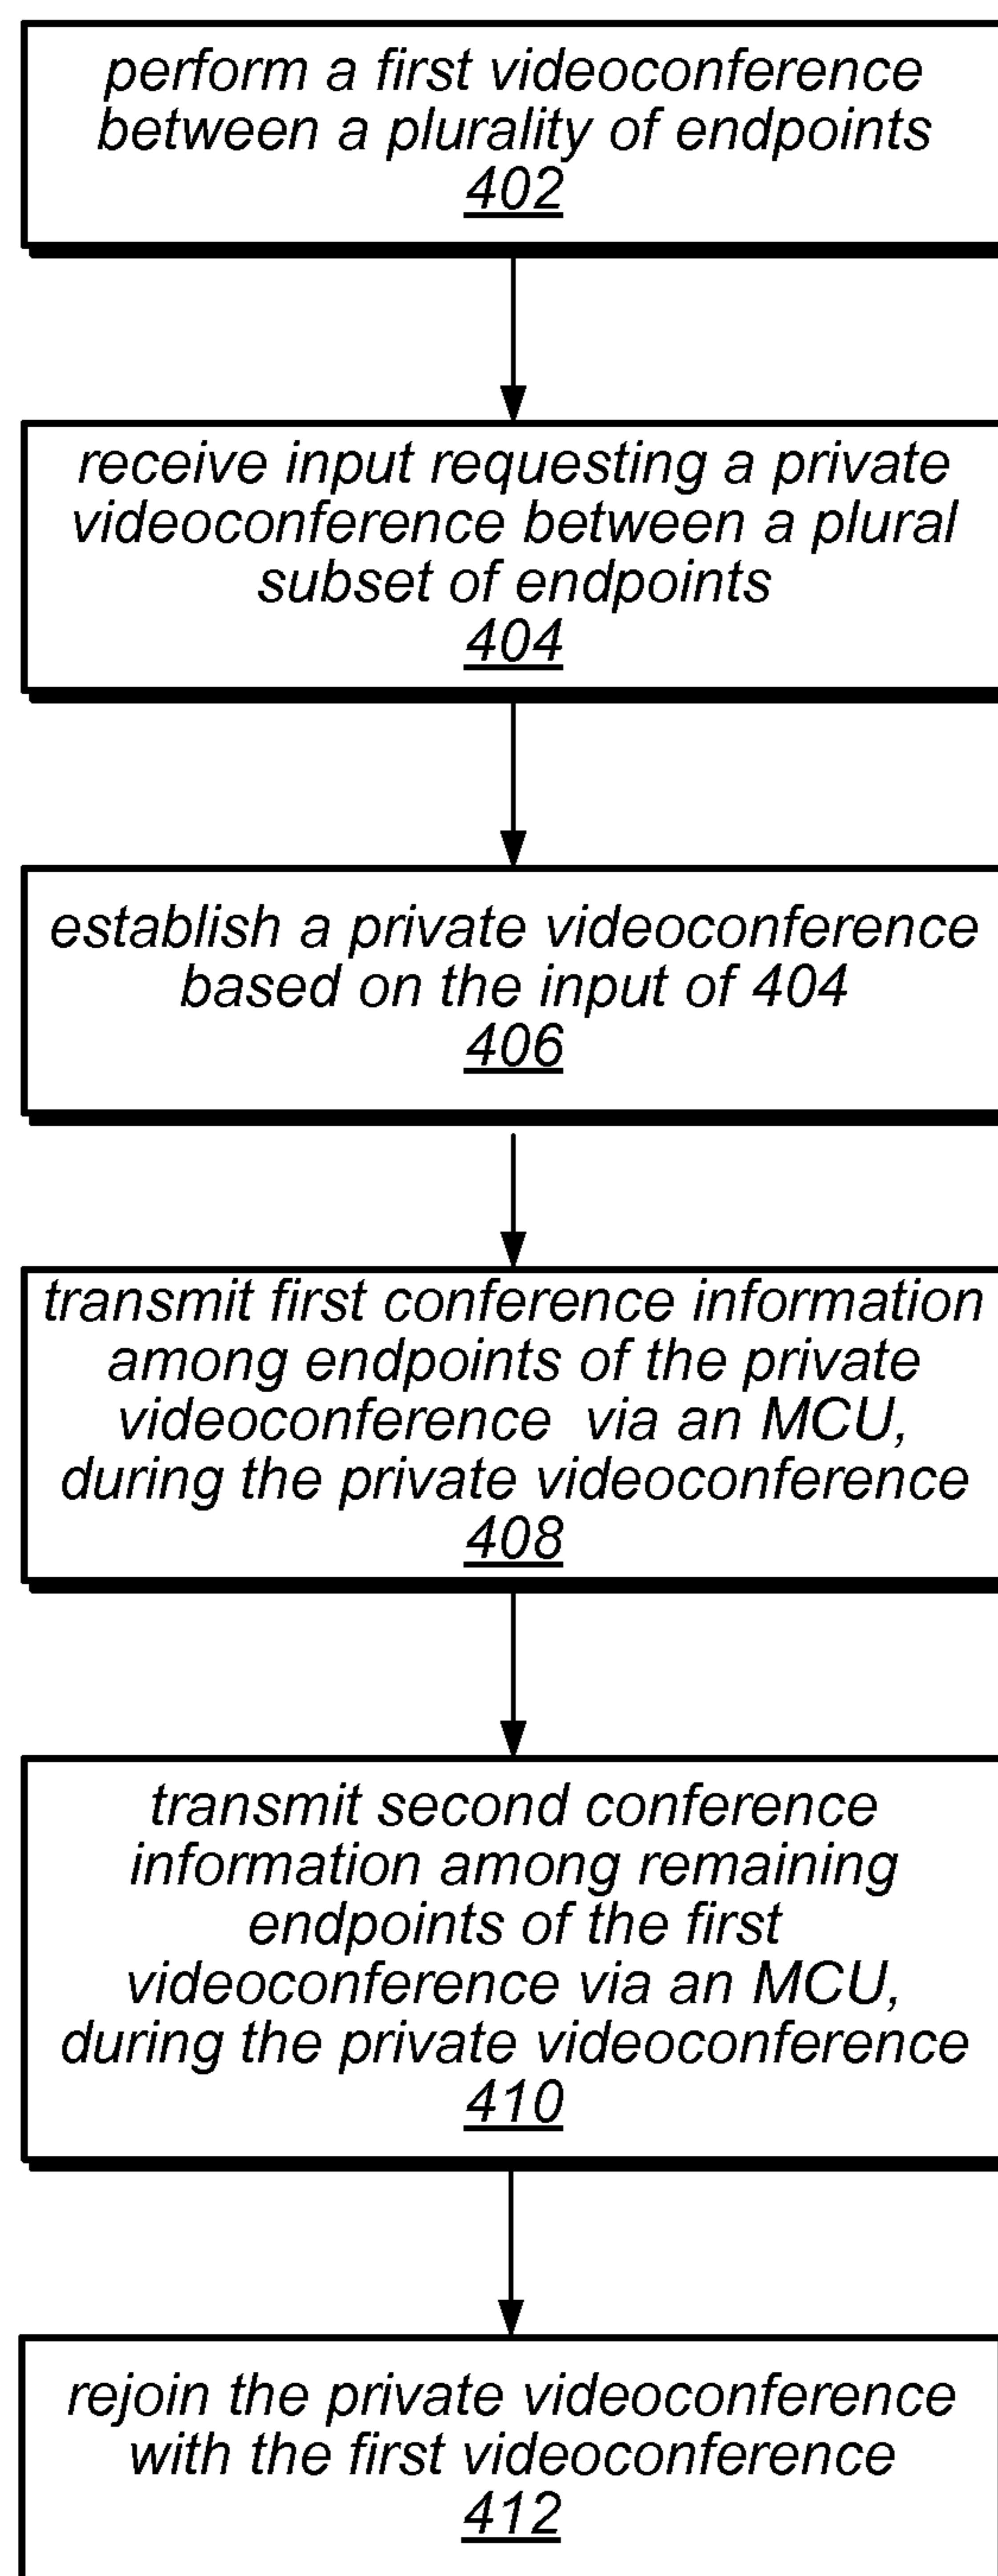 perform a first videoconference
between a plurality of endpoints
402
receive input requesting a private
videoconference between a plural
subset of endpoints
404
establish a private videoconference
based on the input of 404
406
transmit first conference information
among endpoints of the private
videoconference via an MCU,
during the private videoconference
408
transmit second conference
information among remaining
endpoints of the first
videoconference via an MCU,
during the private videoconference
410
rejoin the private videoconference
with the first videoconference
412